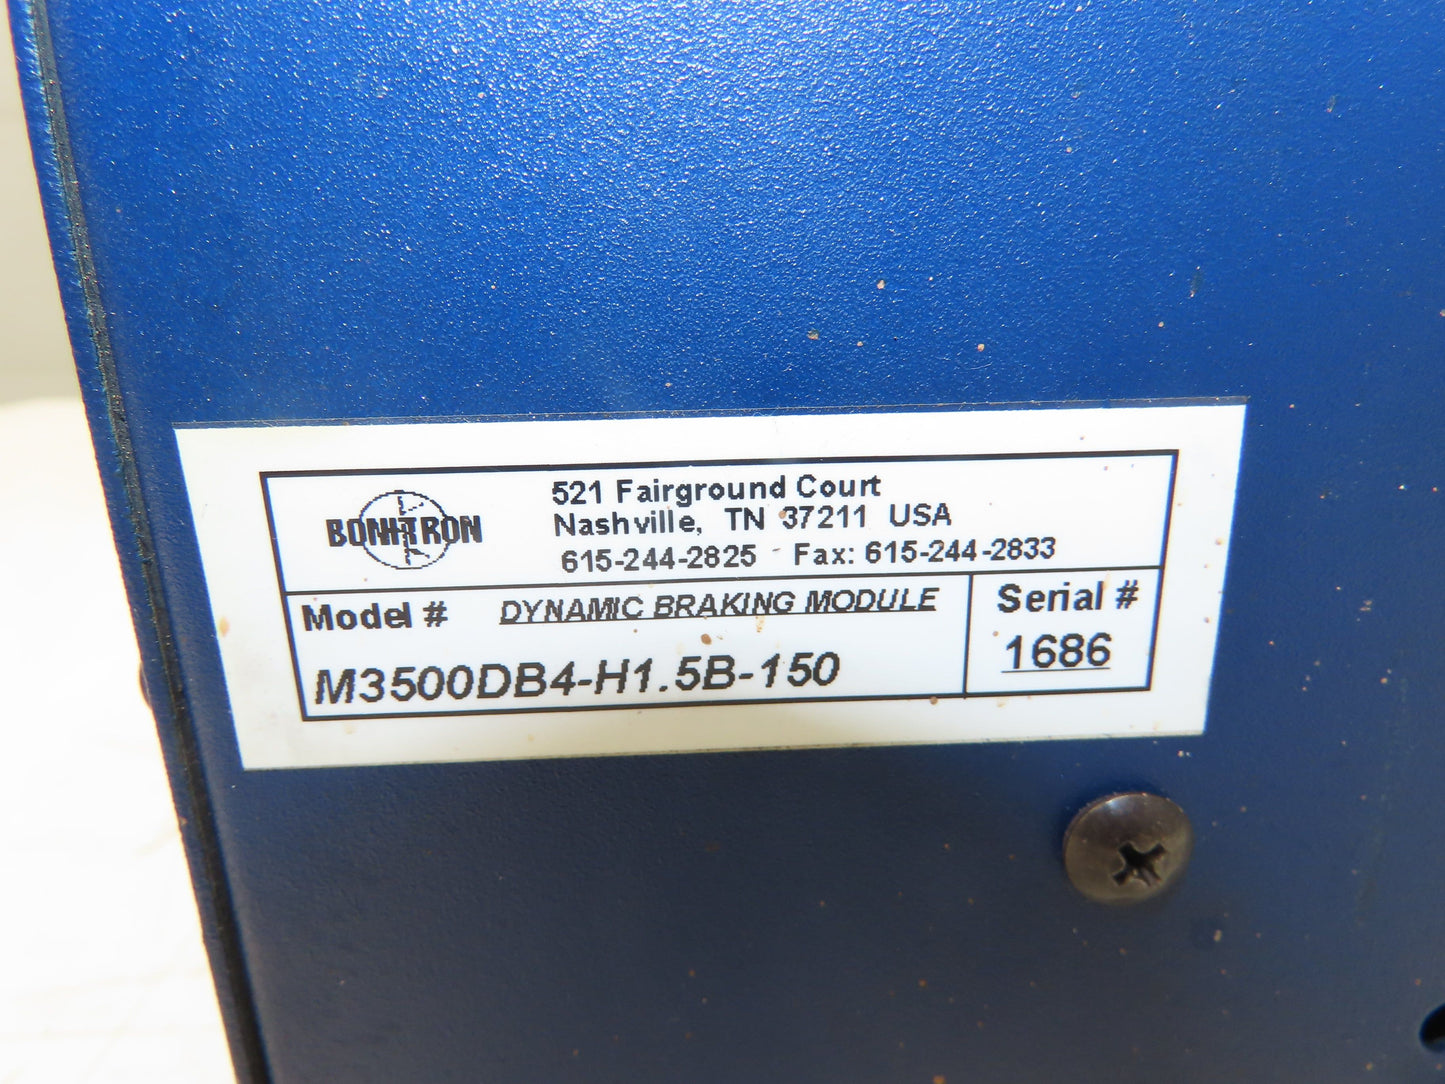 BONITRON
521 Fairground Court
Nashville, TN 37211 USA
615-244-2825 - Fax: 615-244-2833
Model # DYNAMIC BRAKING MODULE
M3500DB4-H1.5B-150
Serial #
1686